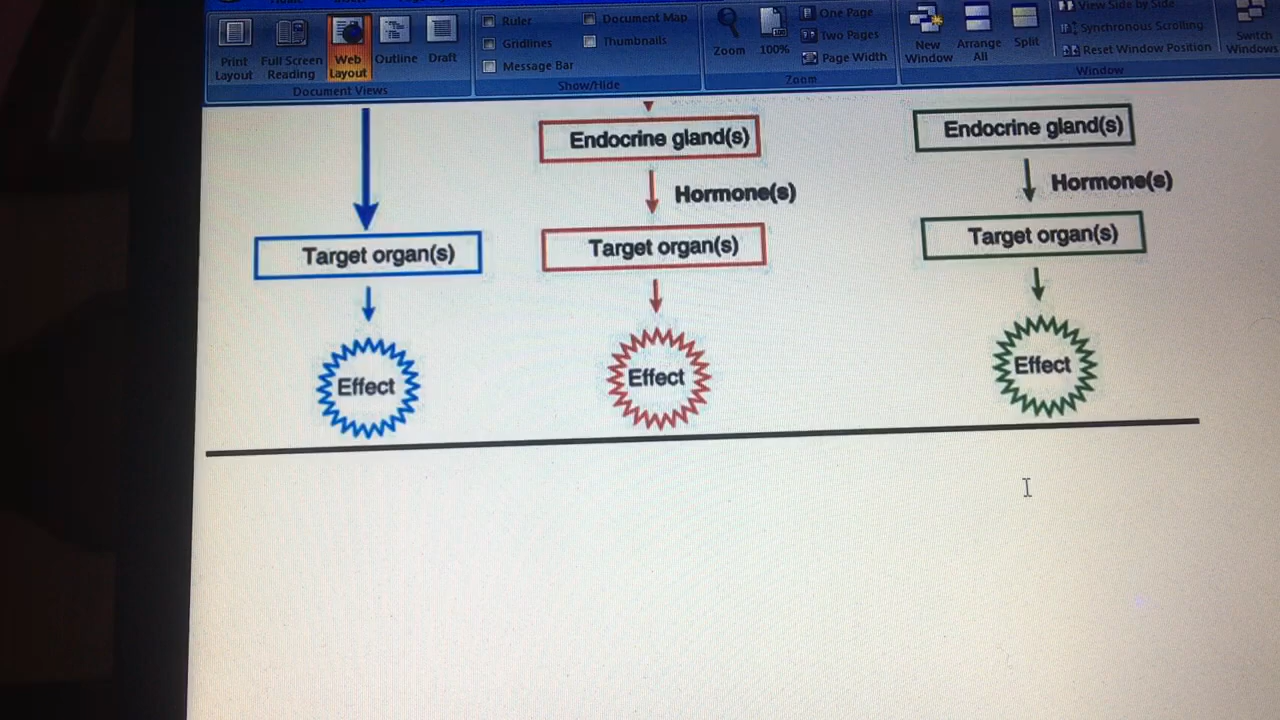 Ruler
Document Map
One Page
View Side by Side
Gridlines
Thumbnails
Two Pages
Synchronous Scrolling
Print Layout
Full Screen Reading
Web Layout
Outline
Draft
Message Bar
Zoom
100%
Page Width
New Window
Arrange All
Split
Reset Window Position
Switch Windows
Document Views
Show/Hide
Zoom
Window
Endocrine gland(s)
Endocrine gland(s)
Hormone(s)
Hormone(s)
Target organ(s)
Target organ(s)
Target organ(s)
Effect
Effect
Effect